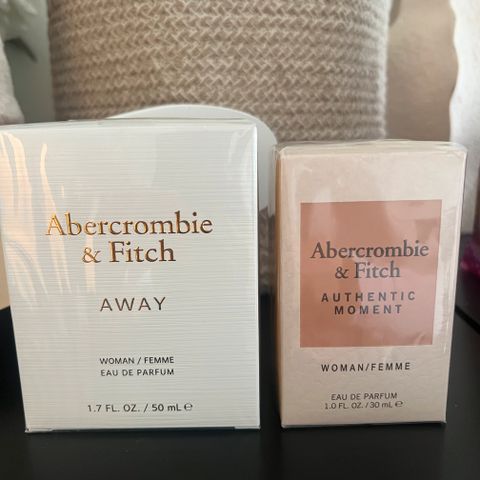 Abercrombie
& Fitch
AWAY
WOMAN / FEMME
EAU DE PARFUM
1.7 FL. OZ. / 50 mL ℮
Abercrombie
& Fitch
AUTHENTIC
MOMENT
WOMAN/FEMME
EAU DE PARFUM
1.0 FL. OZ./ 30 mL ℮